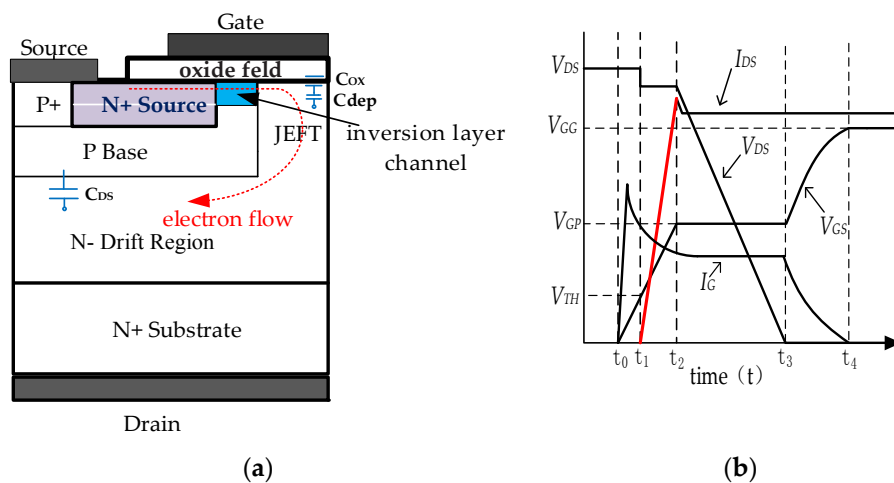 Gate
Source
oxide feld
Cox
Cdep
P+
N+ Source
JEFT
inversion layer
channel
P Base
CDS
electron flow
N- Drift Region
N+ Substrate
Drain
(a)
VDS
IDS
VGG
VDS
VGP
VGS
IG
VTH
t0 t1 t2 t3 t4
time (t)
(b)